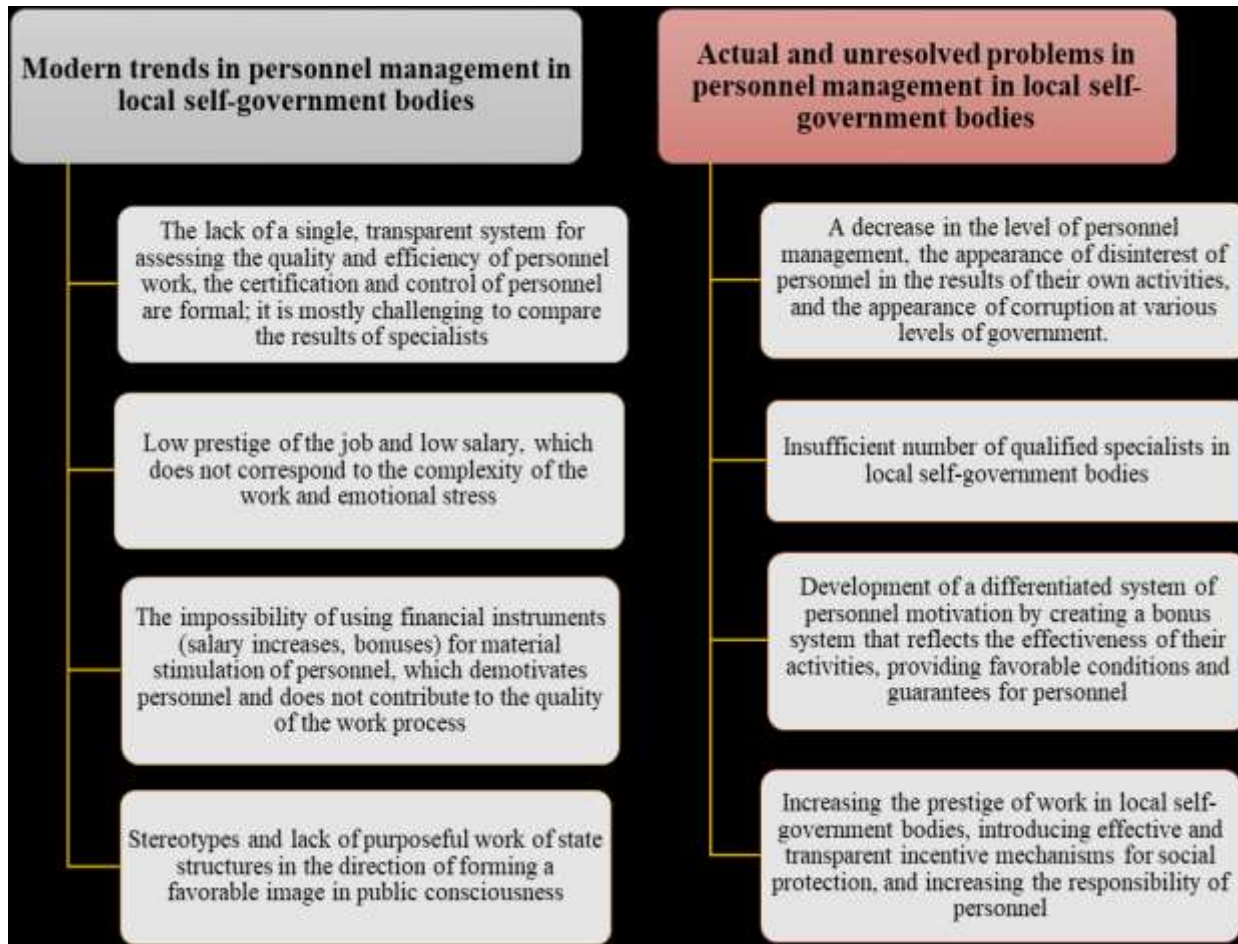 Modern trends in personnel management in
local self-government bodies
The lack of a single, transparent system for
assessing the quality and efficiency of personnel
work, the certification and control of personnel
are formal; it is mostly challenging to compare
the results of specialists
Low prestige of the job and low salary, which
does not correspond to the complexity of the
work and emotional stress
The impossibility of using financial instruments
(salary increases, bonuses) for material
stimulation of personnel, which demotivates
personnel and does not contribute to the quality
of the work process
Stereotypes and lack of purposeful work of state
structures in the direction of forming a
favorable image in public consciousness
Actual and unresolved problems in
personnel management in local self-
government bodies
A decrease in the level of personnel
management, the appearance of disinterest of
personnel in the results of their own activities,
and the appearance of corruption at various
levels of government.
Insufficient number of qualified specialists in
local self-government bodies
Development of a differentiated system of
personnel motivation by creating a bonus
system that reflects the effectiveness of their
activities, providing favorable conditions and
guarantees for personnel
Increasing the prestige of work in local self-
government bodies, introducing effective and
transparent incentive mechanisms for social
protection, and increasing the responsibility of
personnel